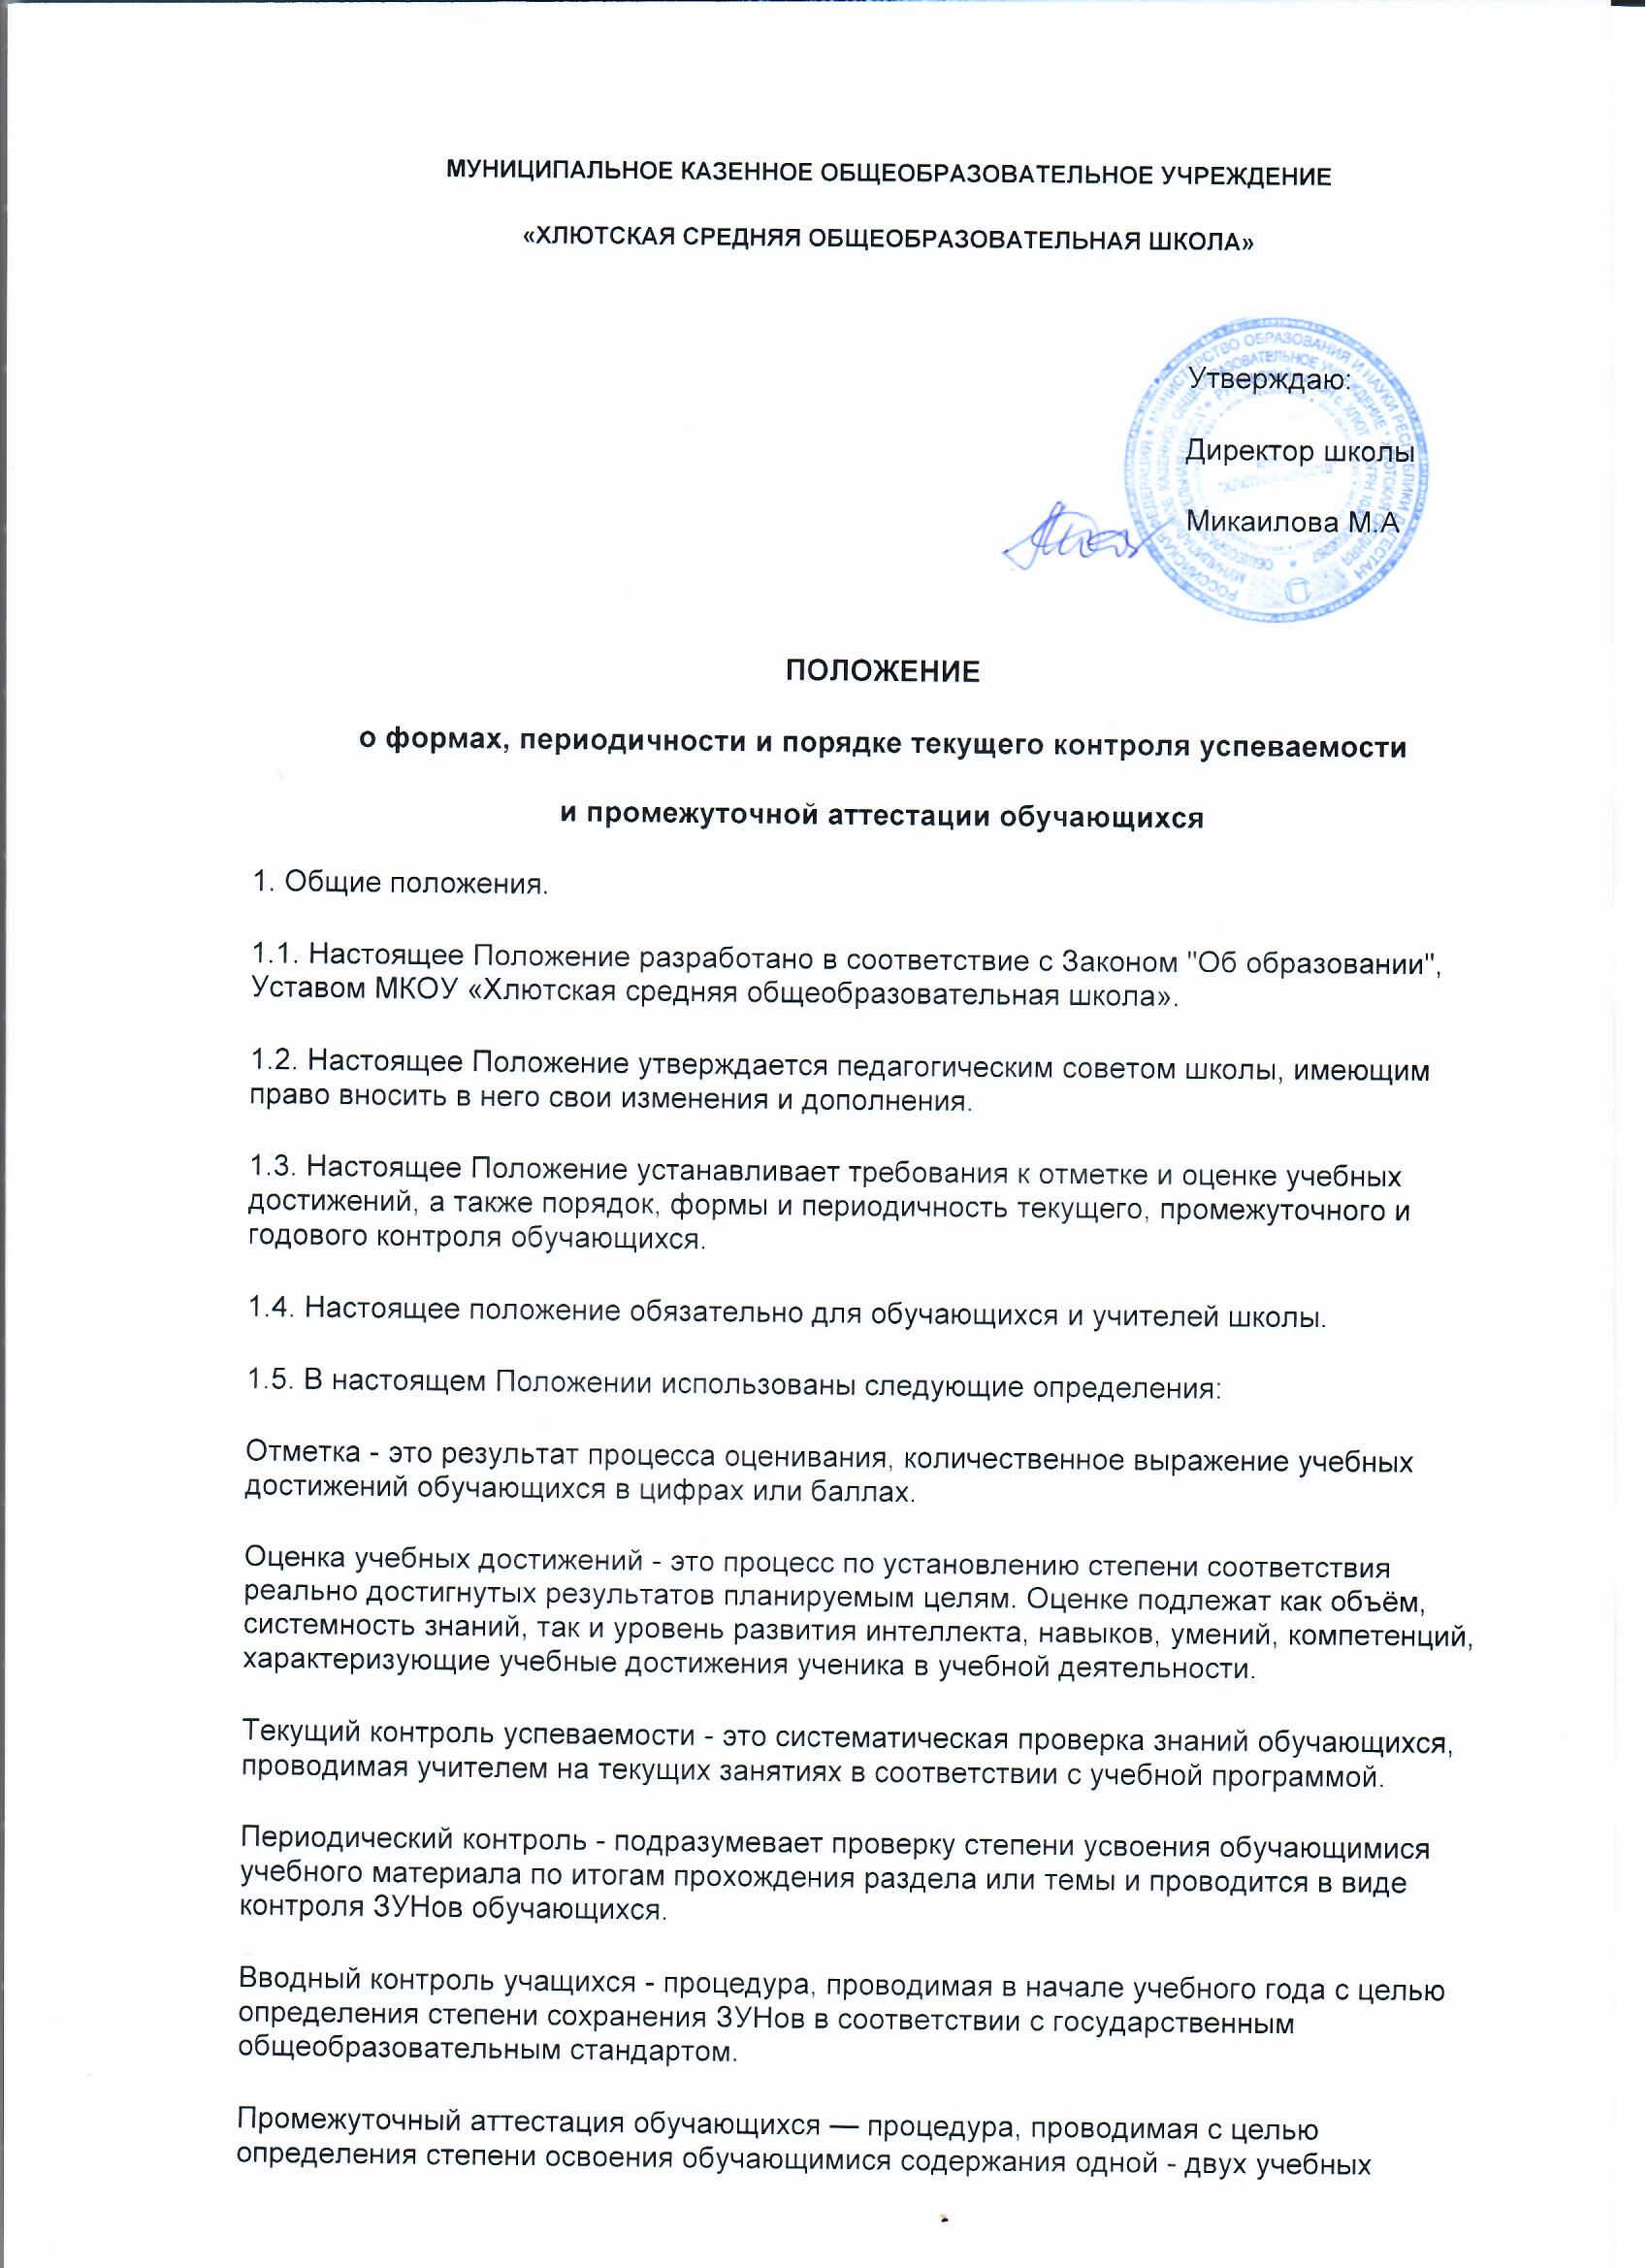 МУНИЦИПАЛЬНОЕ КАЗЕННОЕ ОБЩЕОБРАЗОВАТЕЛЬНОЕ УЧРЕЖДЕНИЕ
«ХЛЮТСКАЯ СРЕДНЯЯ ОБЩЕОБРАЗОВАТЕЛЬНАЯ ШКОЛА»
Утверждаю:
Директор школы
Микаилова М.А
РОССИЙСКАЯ ФЕДЕРАЦИЯ МИНИСТЕРСТВО ОБРАЗОВАНИЯ И НАУКИ РЕСПУБЛИКИ ДАГЕСТАН
ПОЛОЖЕНИЕ
о формах, периодичности и порядке текущего контроля успеваемости
и промежуточной аттестации обучающихся
1. Общие положения.
1.1. Настоящее Положение разработано в соответствие с Законом "Об образовании",
Уставом МКОУ «Хлютская средняя общеобразовательная школа».
1.2. Настоящее Положение утверждается педагогическим советом школы, имеющим
право вносить в него свои изменения и дополнения.
1.3. Настоящее Положение устанавливает требования к отметке и оценке учебных
достижений, а также порядок, формы и периодичность текущего, промежуточного и
годового контроля обучающихся.
1.4. Настоящее положение обязательно для обучающихся и учителей школы.
1.5. В настоящем Положении использованы следующие определения:
Отметка - это результат процесса оценивания, количественное выражение учебных
достижений обучающихся в цифрах или баллах.
Оценка учебных достижений - это процесс по установлению степени соответствия
реально достигнутых результатов планируемым целям. Оценке подлежат как объём,
системность знаний, так и уровень развития интеллекта, навыков, умений, компетенций,
характеризующие учебные достижения ученика в учебной деятельности.
Текущий контроль успеваемости - это систематическая проверка знаний обучающихся,
проводимая учителем на текущих занятиях в соответствии с учебной программой.
Периодический контроль - подразумевает проверку степени усвоения обучающимися
учебного материала по итогам прохождения раздела или темы и проводится в виде
контроля ЗУНов обучающихся.
Вводный контроль учащихся - процедура, проводимая в начале учебного года с целью
определения степени сохранения ЗУНов в соответствии с государственным
общеобразовательным стандартом.
Промежуточный аттестация обучающихся — процедура, проводимая с целью
определения степени освоения обучающимися содержания одной - двух учебных